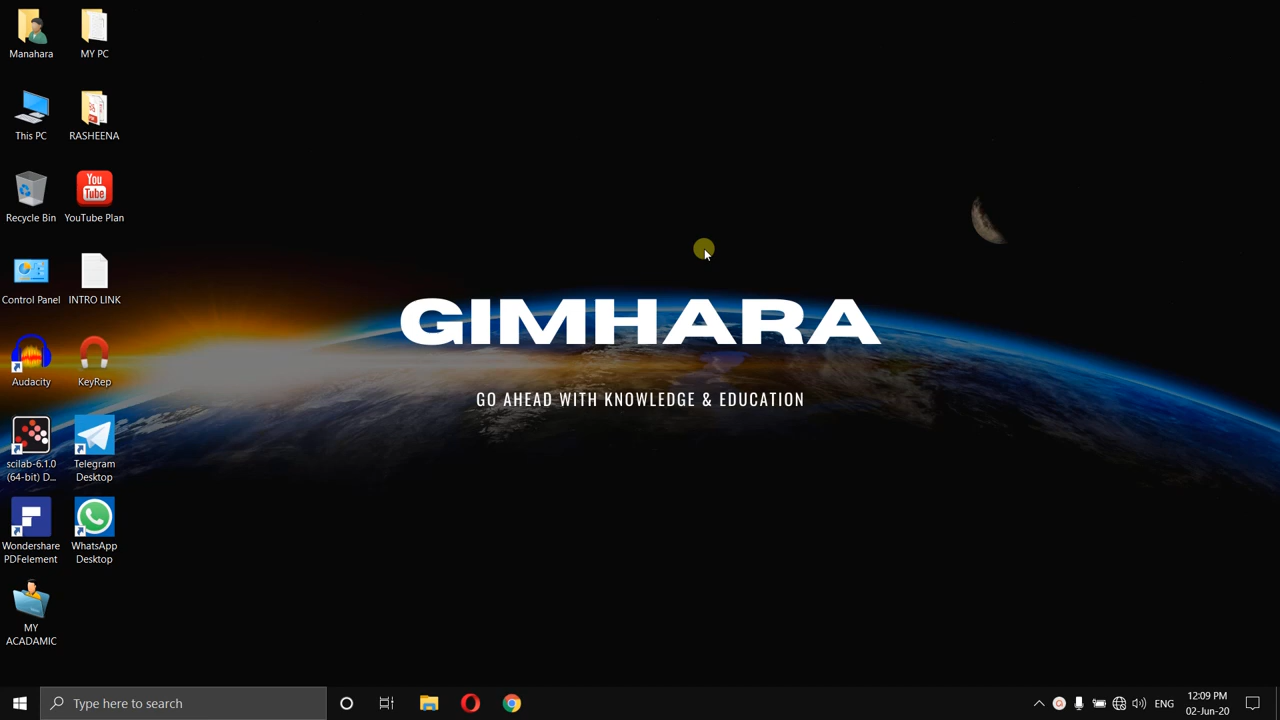 Manahara
MY PC
This PC
RASHEENA
You
Tube
Recycle Bin
YouTube Plan
Control Panel
INTRO LINK
Audacity
KeyRep
scilab-6.1.0
(64-bit) D...
Telegram
Desktop
Wondershare
PDFelement
WhatsApp
Desktop
MY
ACADAMIC
GIMHARA
GO AHEAD WITH KNOWLEDGE & EDUCATION
Type here to search
ENG
12:09 PM
02-Jun-20